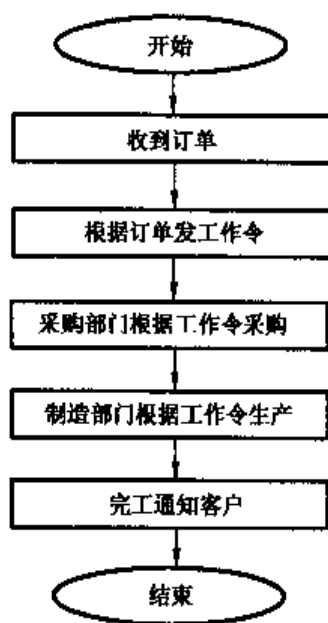 开始
收到订单
根据订单发工作令
采购部门根据工作令采购
制造部门根据工作令生产
完工通知客户
结束